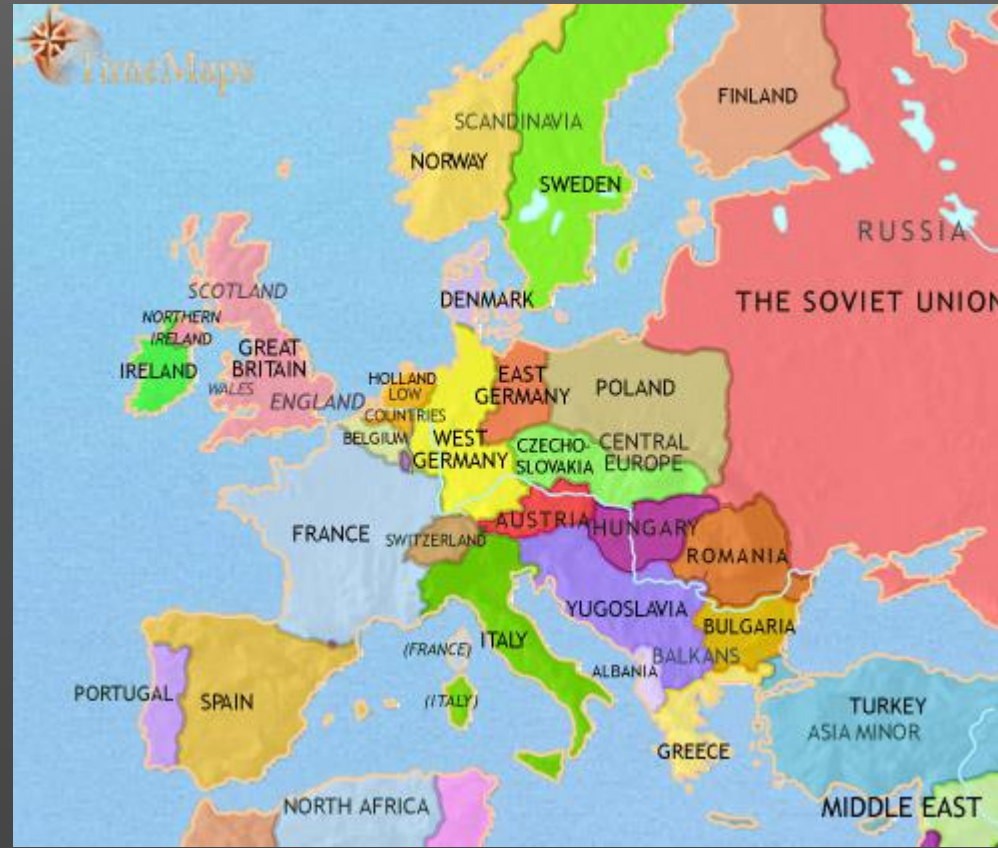 TimeMaps
FINLAND
SCANDINAVIA
NORWAY
SWEDEN
RUSSIA
SCOTLAND
DENMARK
THE SOVIET UNION
NORTHERN
IRELAND
IRELAND
GREAT
BRITAIN
WALES
ENGLAND
HOLLAND
LOW
COUNTRIES
BELGIUM
EAST
GERMANY
POLAND
WEST
GERMANY
CZECHO-
SLOVAKIA
CENTRAL
EUROPE
FRANCE
SWITZERLAND
AUSTRIA
HUNGARY
ROMANIA
YUGOSLAVIA
BULGARIA
(FRANCE)
ITALY
ALBANIA
BALKANS
PORTUGAL
SPAIN
(ITALY)
TURKEY
ASIA MINOR
GREECE
NORTH AFRICA
MIDDLE EAST